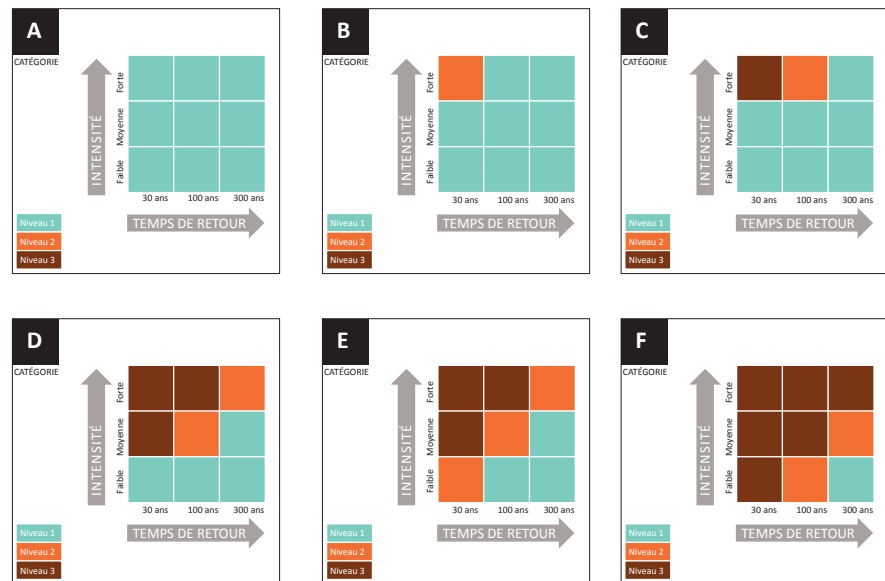 A
CATÉGORIE
INTENSITÉ
Forte
Moyenne
Faible
30 ans 100 ans 300 ans
TEMPS DE RETOUR
Niveau 1
Niveau 2
Niveau 3
B
CATÉGORIE
INTENSITÉ
Forte
Moyenne
Faible
30 ans 100 ans 300 ans
TEMPS DE RETOUR
Niveau 1
Niveau 2
Niveau 3
C
CATÉGORIE
INTENSITÉ
Forte
Moyenne
Faible
30 ans 100 ans 300 ans
TEMPS DE RETOUR
Niveau 1
Niveau 2
Niveau 3
D
CATÉGORIE
INTENSITÉ
Forte
Moyenne
Faible
30 ans 100 ans 300 ans
TEMPS DE RETOUR
Niveau 1
Niveau 2
Niveau 3
E
CATÉGORIE
INTENSITÉ
Forte
Moyenne
Faible
30 ans 100 ans 300 ans
TEMPS DE RETOUR
Niveau 1
Niveau 2
Niveau 3
F
CATÉGORIE
INTENSITÉ
Forte
Moyenne
Faible
30 ans 100 ans 300 ans
TEMPS DE RETOUR
Niveau 1
Niveau 2
Niveau 3